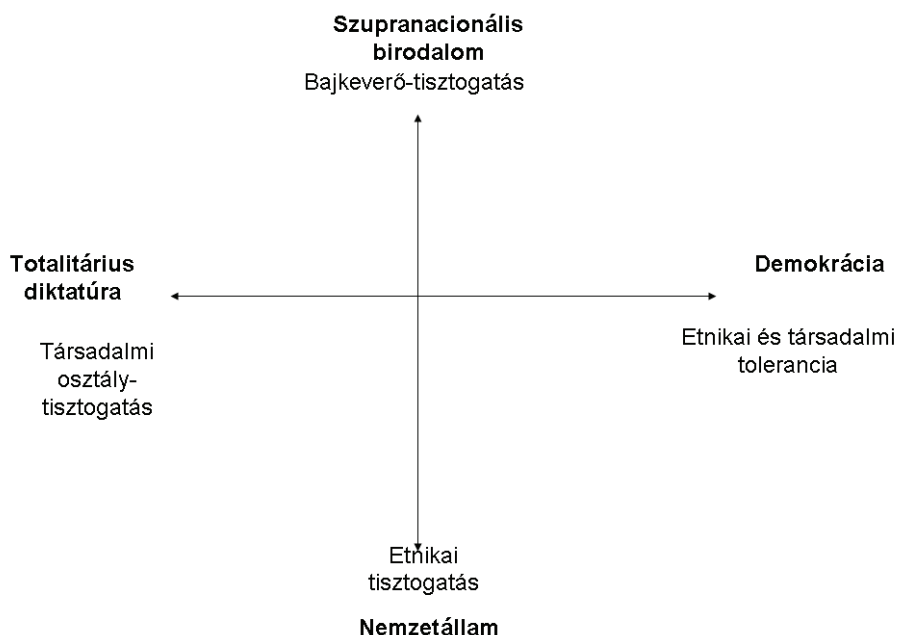 Szupranacionális
birodalom
Bajkeverő-tisztogatás
Totalitárius
diktatúra
Demokrácia
Társadalmi
osztály-
tisztogatás
Etnikai és társadalmi
tolerancia
Etnikai
tisztogatás
Nemzetállam